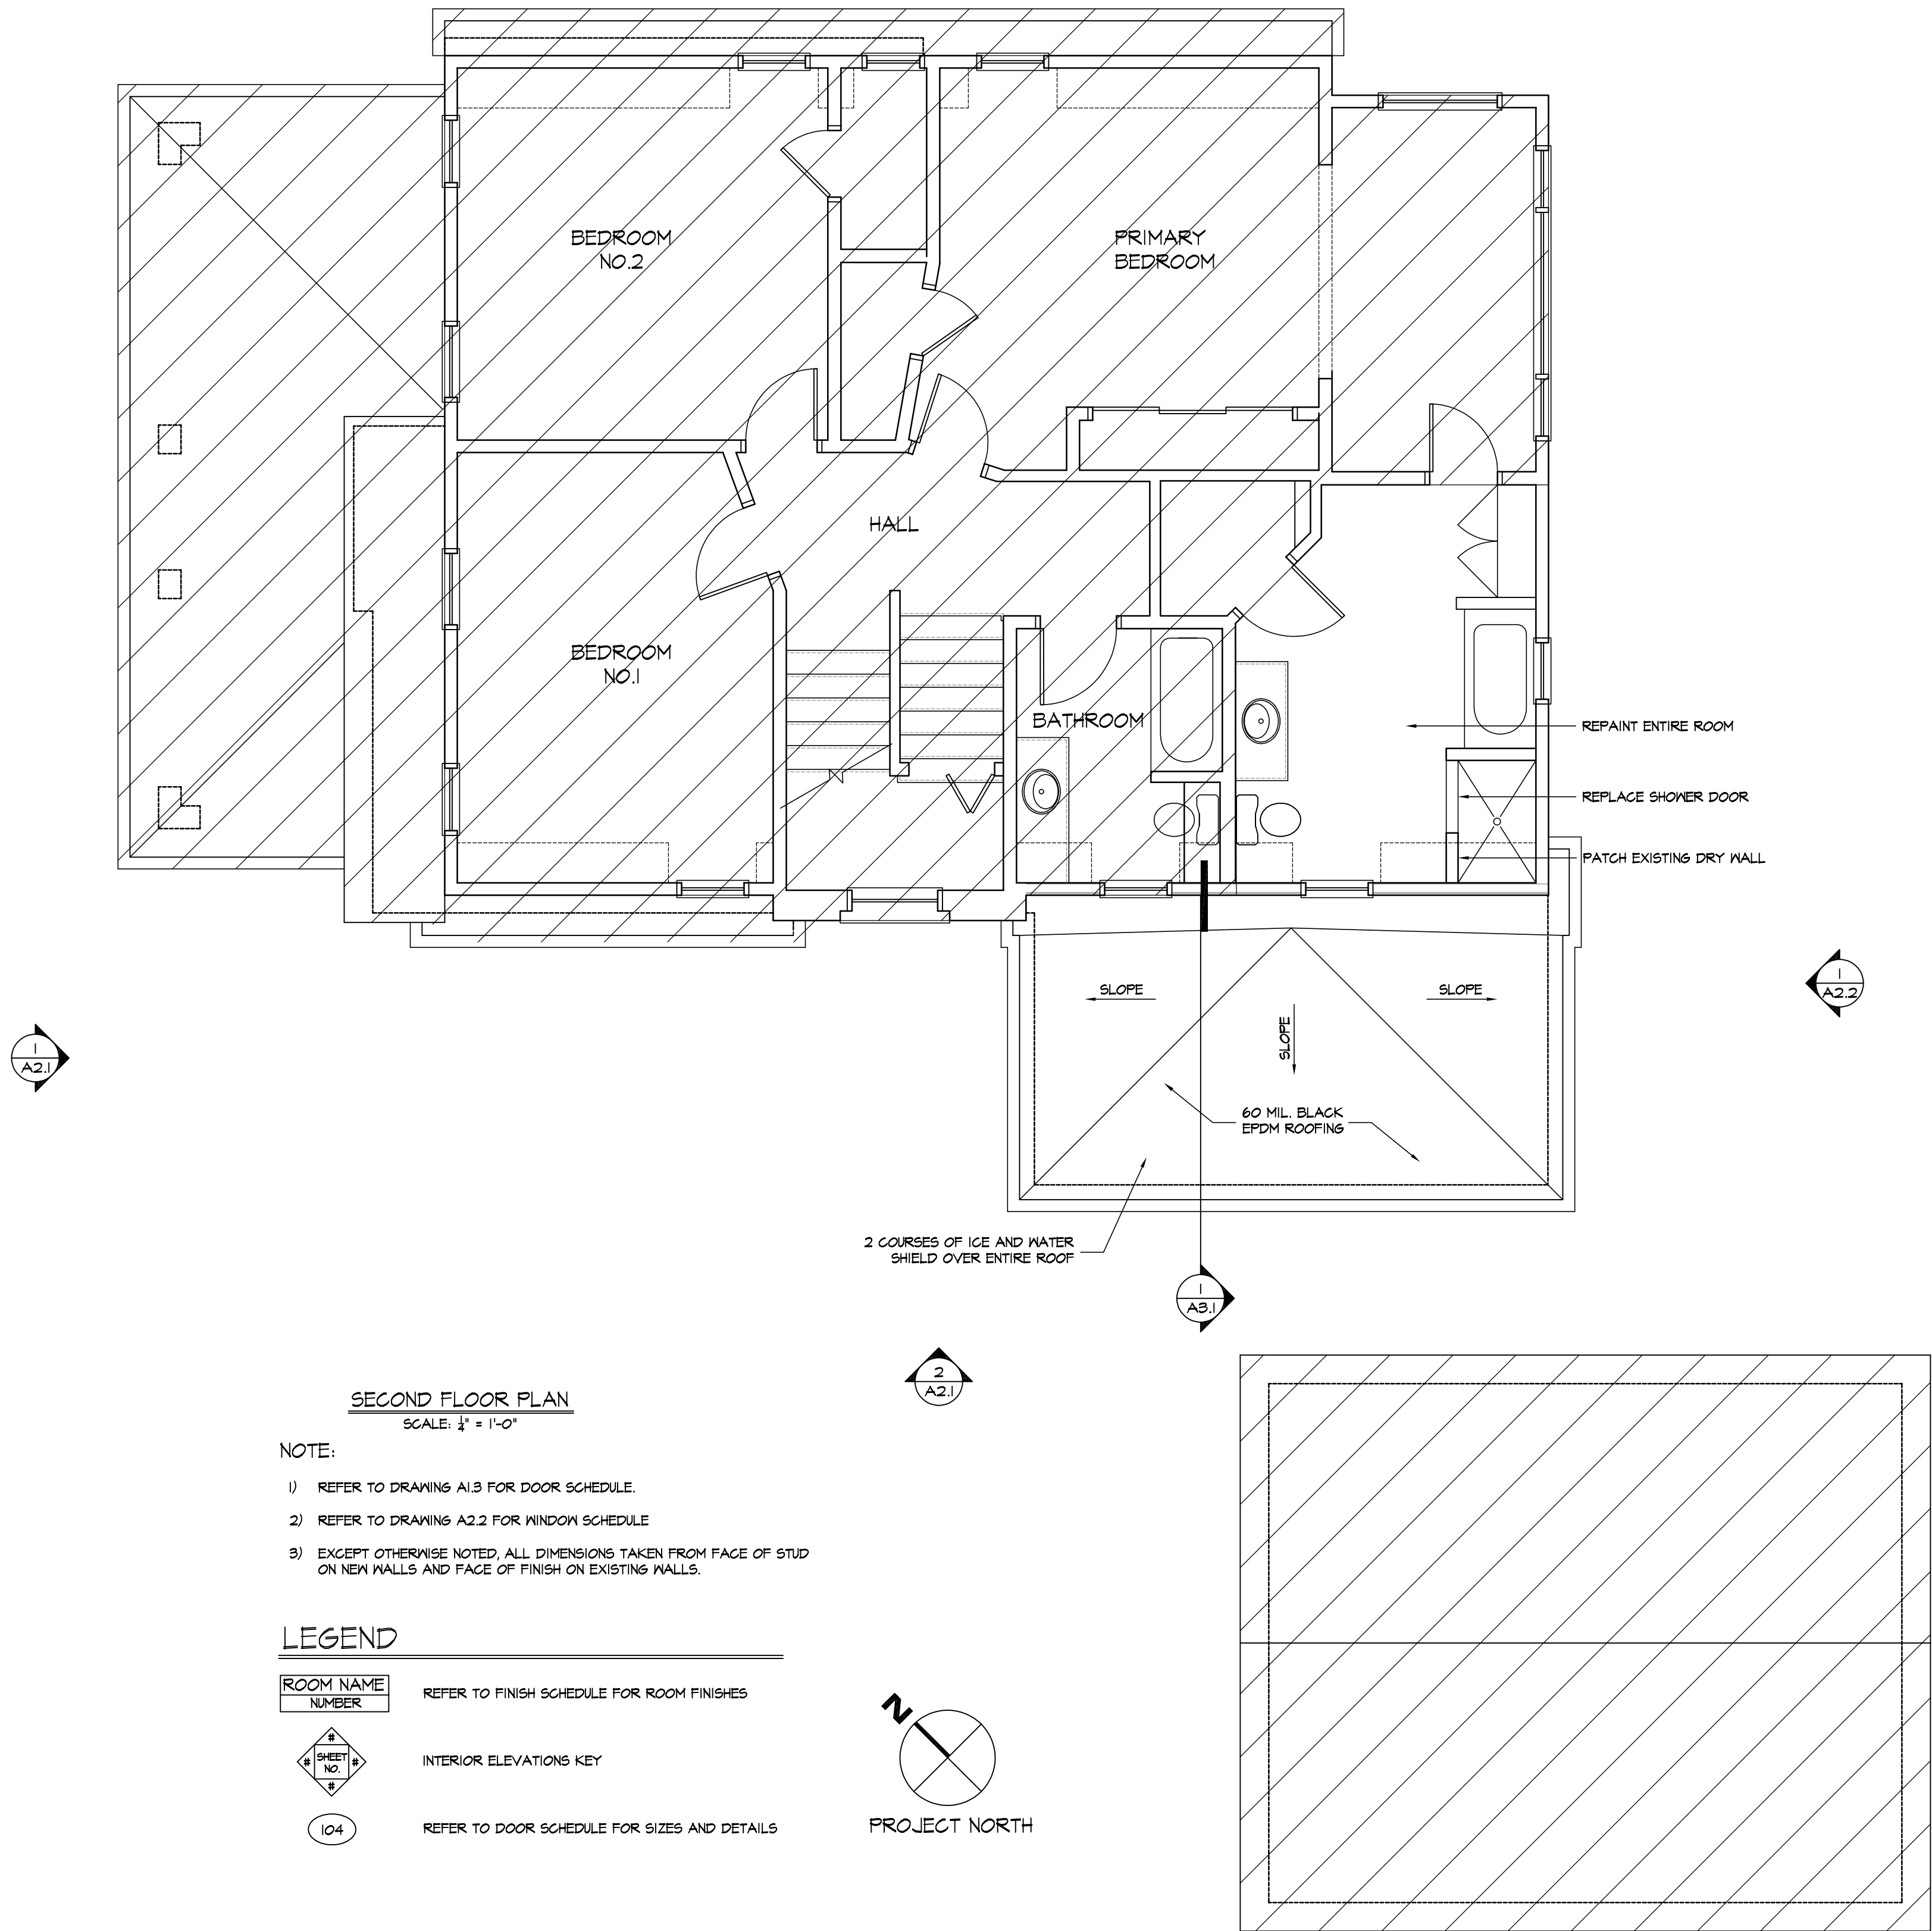 BEDROOM
NO.2
PRIMARY
BEDROOM
HALL
BEDROOM
NO.1
BATHROOM
REPAINT ENTIRE ROOM
REPLACE SHOWER DOOR
PATCH EXISTING DRY WALL
SLOPE
SLOPE
SLOPE
1
A2.2
1
A2.1
60 MIL. BLACK
EPDM ROOFING
2 COURSES OF ICE AND WATER
SHIELD OVER ENTIRE ROOF
1
A3.1
2
A2.1
SECOND FLOOR PLAN
SCALE: ¼" = 1'-0"
NOTE:
1) REFER TO DRAWING A1.3 FOR DOOR SCHEDULE.
2) REFER TO DRAWING A2.2 FOR WINDOW SCHEDULE
3) EXCEPT OTHERWISE NOTED, ALL DIMENSIONS TAKEN FROM FACE OF STUD
ON NEW WALLS AND FACE OF FINISH ON EXISTING WALLS.
LEGEND
ROOM NAME
NUMBER
REFER TO FINISH SCHEDULE FOR ROOM FINISHES
#
# SHEET #
NO.
#
INTERIOR ELEVATIONS KEY
104
REFER TO DOOR SCHEDULE FOR SIZES AND DETAILS
N
PROJECT NORTH